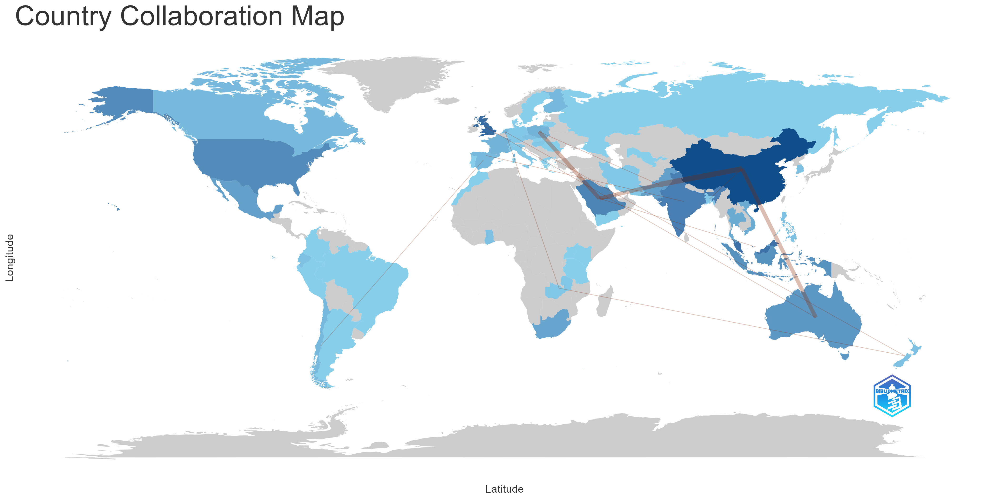 Country Collaboration Map
Longitude
BIBLIOMETRIX
Latitude